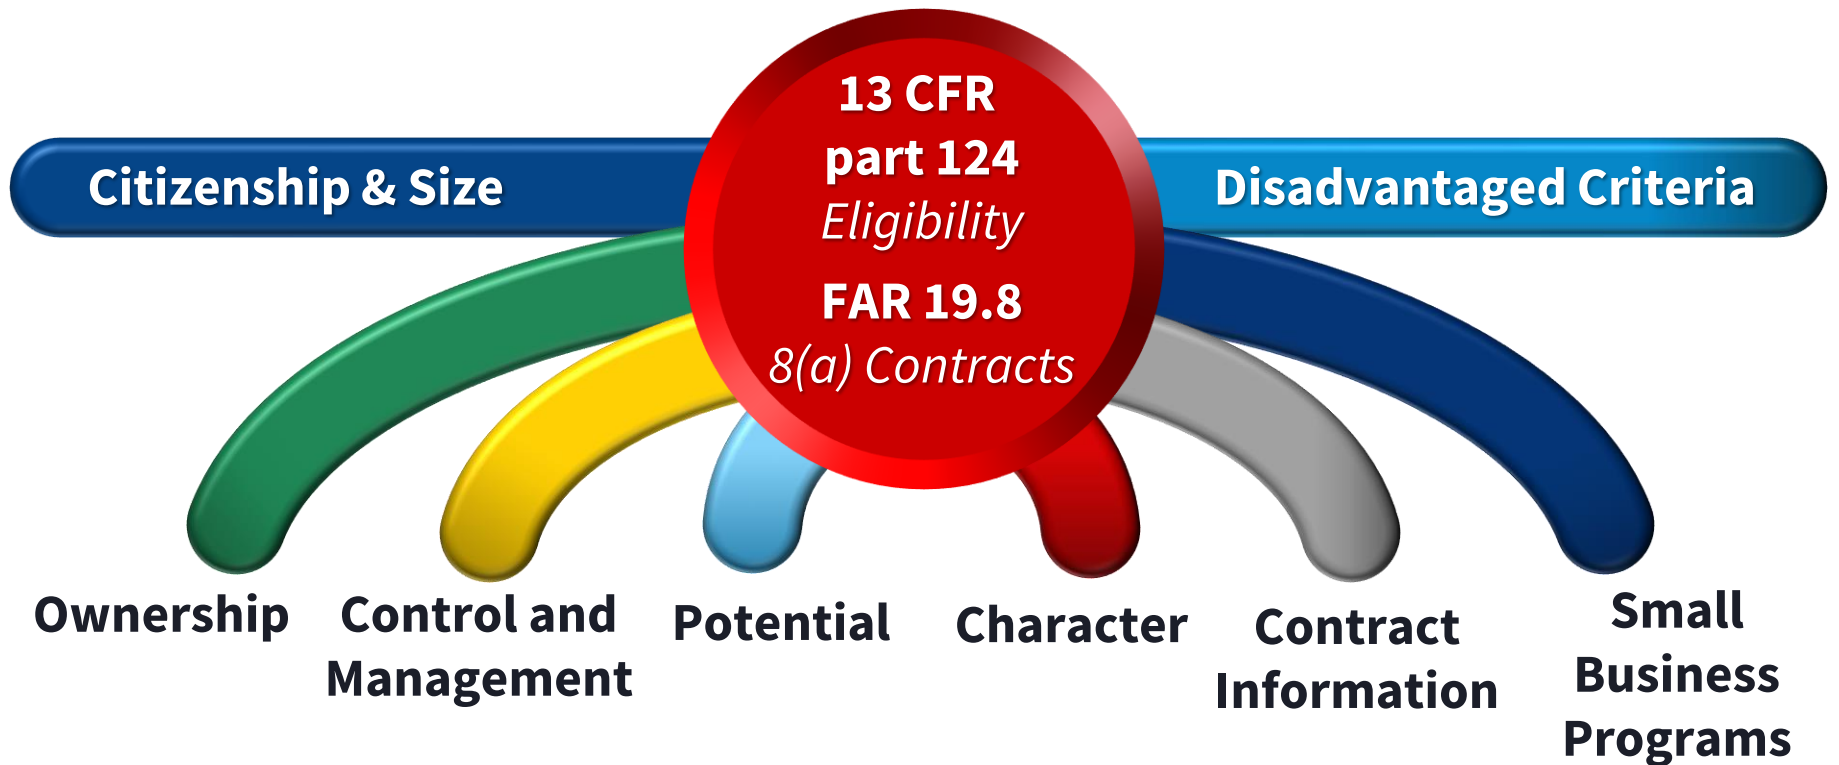 13 CFR
part 124
Eligibility
FAR 19.8
8(a) Contracts
Citizenship & Size
Disadvantaged Criteria
Ownership
Control and
Management
Potential
Character
Contract
Information
Small
Business
Programs